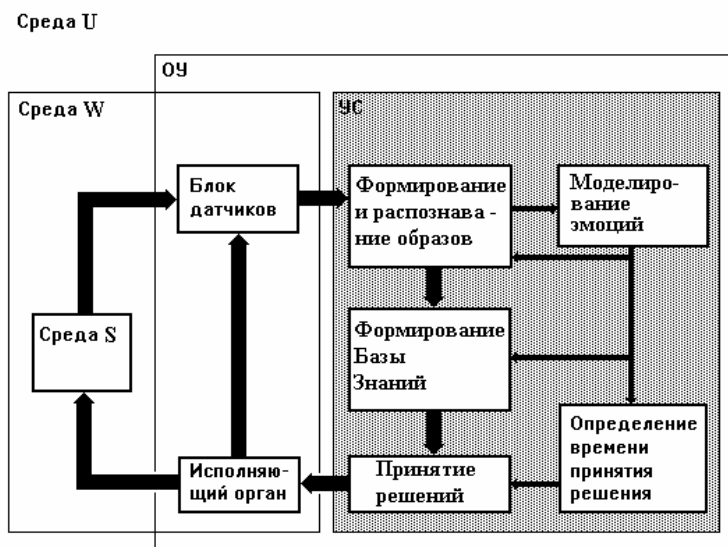 Среда U
ОУ
Среда W
УС
Блок
датчиков
Формирование
и распознава -
ние образов
Моделиро-
вание
эмоций
Среда S
Формирование
Базы
Знаний
Определение
времени
принятия
решения
Исполняю-
щий орган
Принятие
решений